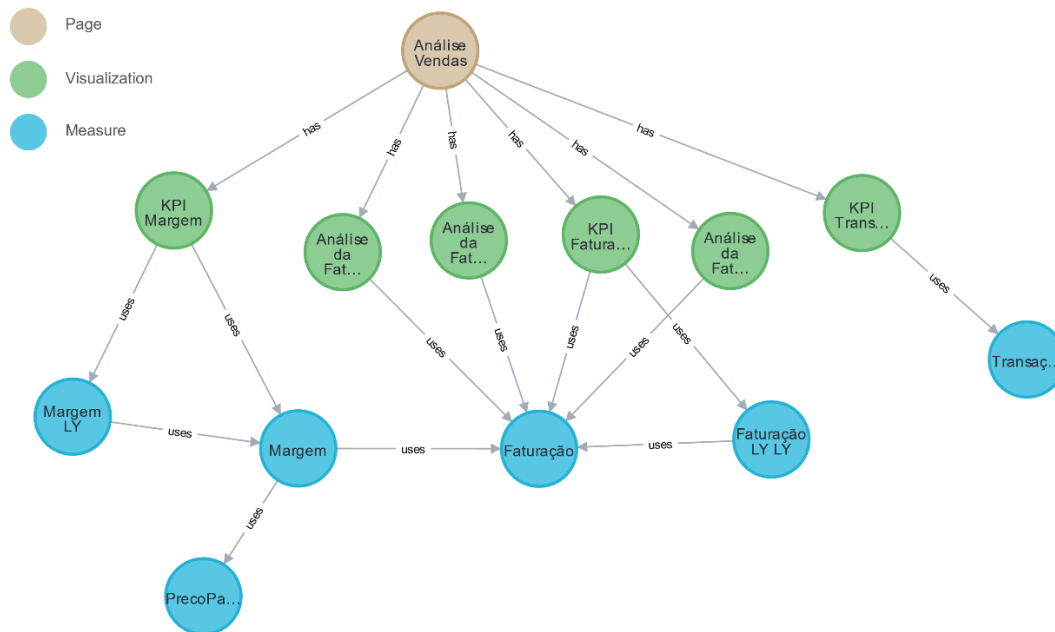 Page
Visualization
Measure
Análise
Vendas
has
has
has
has
has
has
KPI
Margem
Análise
da
Fat...
Análise
da
Fat...
KPI
Fatura...
Análise
da
Fat...
KPI
Trans...
uses
uses
uses
uses
uses
uses
uses
uses
Margem
LY
uses
Margem
uses
Faturação
uses
Faturação
LY LY
Transaç...
uses
PrecoPa...